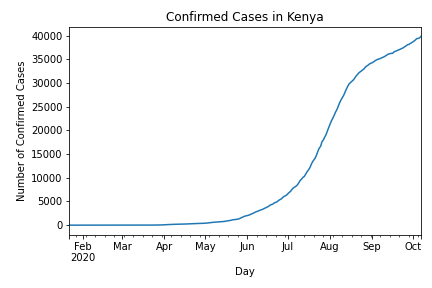 Confirmed Cases in Kenya
40000
35000
30000
25000
20000
15000
10000
5000
0
Number of Confirmed Cases
Feb Mar Apr May Jun Jul Aug Sep Oct
2020
Day